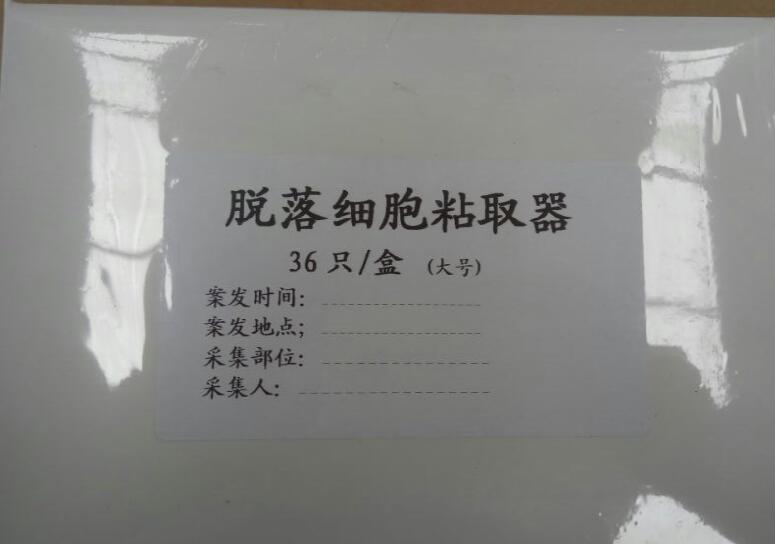 脱落细胞粘取器
36只/盒 (大号)
案发时间：
案发地点；
采集部位：
采集人：